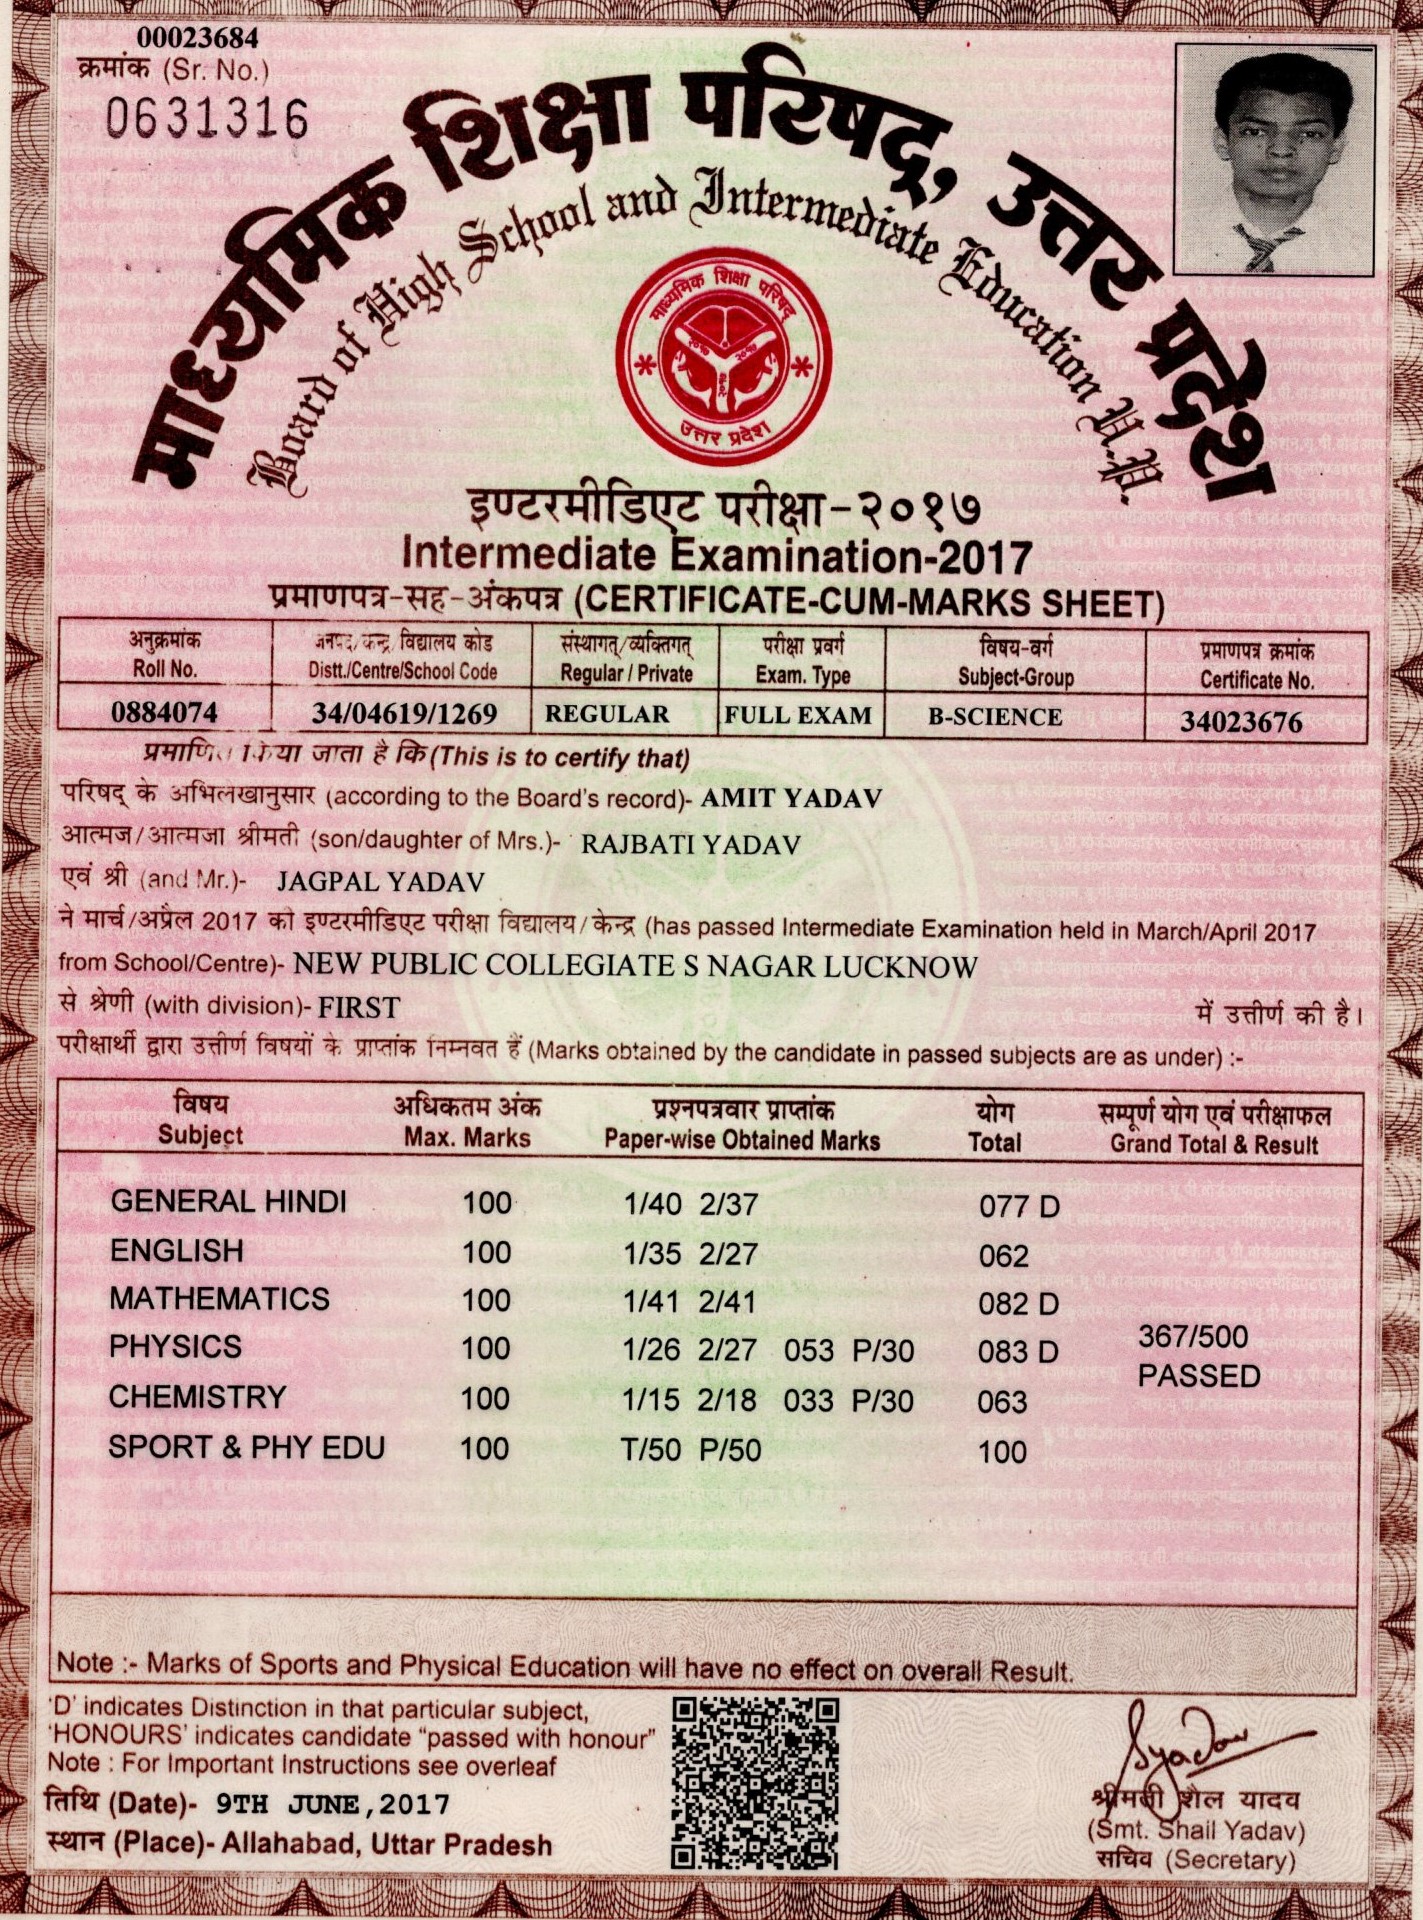 00023684
क्रमांक (Sr. No.)
0631316
माध्यमिक शिक्षा परिषद्, उत्तर प्रदेश
Board of High School and Intermediate Education U.P.
माध्यमिक शिक्षा परिषद्
उत्तर प्रदेश
इण्टरमीडिएट परीक्षा-२०१७
Intermediate Examination-2017
प्रमाणपत्र-सह-अंकपत्र (CERTIFICATE-CUM-MARKS SHEET)
अनुक्रमांक जनपद/केन्द्र/विद्यालय कोड संस्थागत्/व्यक्तिगत् परीक्षा प्रवर्ग विषय-वर्ग प्रमाणपत्र क्रमांक
Roll No. Distt./Centre/School Code Regular / Private Exam. Type Subject-Group Certificate No.
0884074 34/04619/1269 REGULAR FULL EXAM B-SCIENCE 34023676
प्रमाणित किया जाता है कि (This is to certify that)
परिषद् के अभिलेखानुसार (according to the Board's record)- AMIT YADAV
आत्मज/आत्मजा श्रीमती (son/daughter of Mrs.)- RAJBATI YADAV
एवं श्री (and Mr.)- JAGPAL YADAV
ने मार्च/अप्रैल 2017 की इण्टरमीडिएट परीक्षा विद्यालय/केन्द्र (has passed Intermediate Examination held in March/April 2017
from School/Centre)- NEW PUBLIC COLLEGIATE S NAGAR LUCKNOW
से श्रेणी (with division)- FIRST में उत्तीर्ण की है।
परीक्षार्थी द्वारा उत्तीर्ण विषयों के प्राप्तांक निम्नवत हैं (Marks obtained by the candidate in passed subjects are as under) :-
विषय अधिकतम अंक प्रश्नपत्रवार प्राप्तांक योग सम्पूर्ण योग एवं परीक्षाफल
Subject Max. Marks Paper-wise Obtained Marks Total Grand Total & Result
GENERAL HINDI 100 1/40 2/37 077 D
ENGLISH 100 1/35 2/27 062
MATHEMATICS 100 1/41 2/41 082 D
PHYSICS 100 1/26 2/27 053 P/30 083 D 367/500
PASSED
CHEMISTRY 100 1/15 2/18 033 P/30 063
SPORT & PHY EDU 100 T/50 P/50 100
Note :- Marks of Sports and Physical Education will have no effect on overall Result.
'D' indicates Distinction in that particular subject,
'HONOURS' indicates candidate "passed with honour"
Note : For Important Instructions see overleaf
तिथि (Date)- 9TH JUNE,2017
स्थान (Place)- Allahabad, Uttar Pradesh
Syadav
श्रीमती शैल यादव
(Smt. Shail Yadav)
सचिव (Secretary)